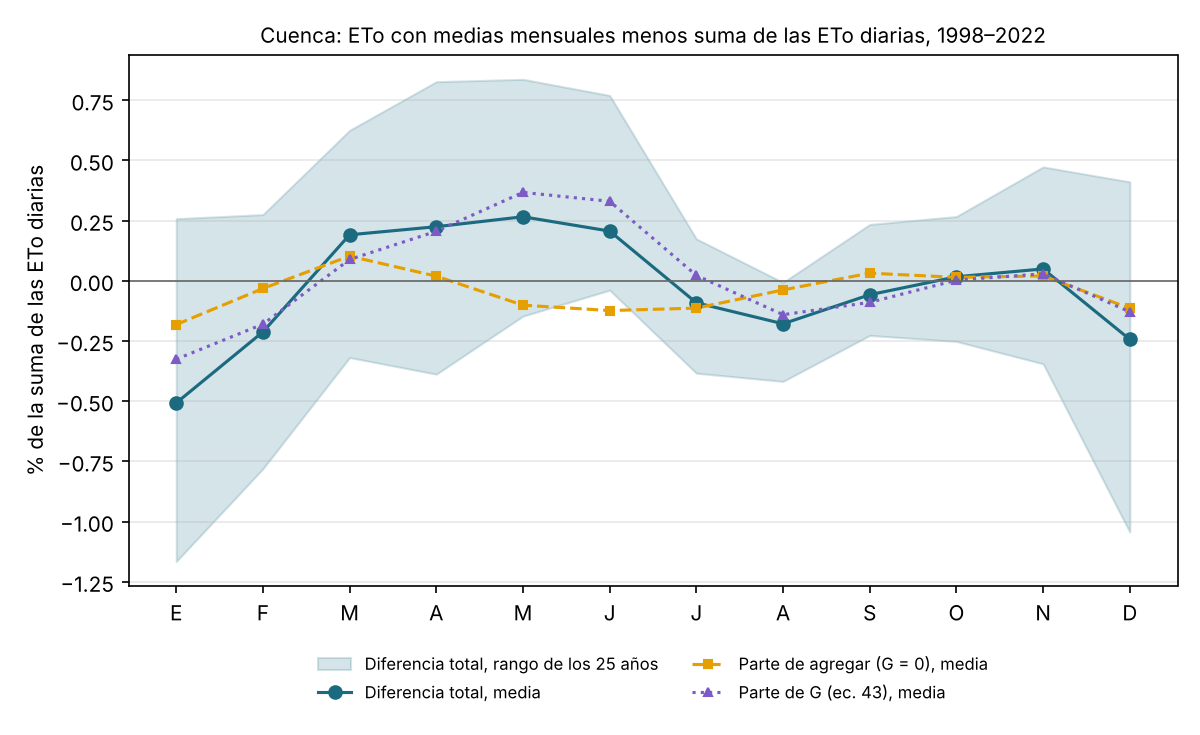 Cuenca: ETo con medias mensuales menos suma de las ETo diarias, 1998–2022
% de la suma de las ETo diarias
0.75
0.50
0.25
0.00
−0.25
−0.50
−0.75
−1.00
−1.25
E F M A M J J A S O N D
Diferencia total, rango de los 25 años
Diferencia total, media
Parte de agregar (G = 0), media
Parte de G (ec. 43), media